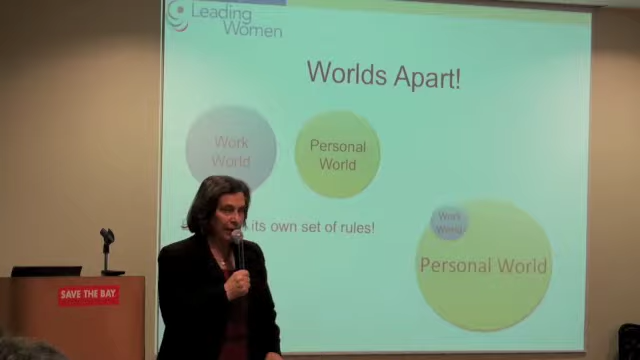 Leading
Women
Worlds Apart!
Work
World
Personal
World
its own set of rules!
Work
World
Personal World
SAVE THE BAY